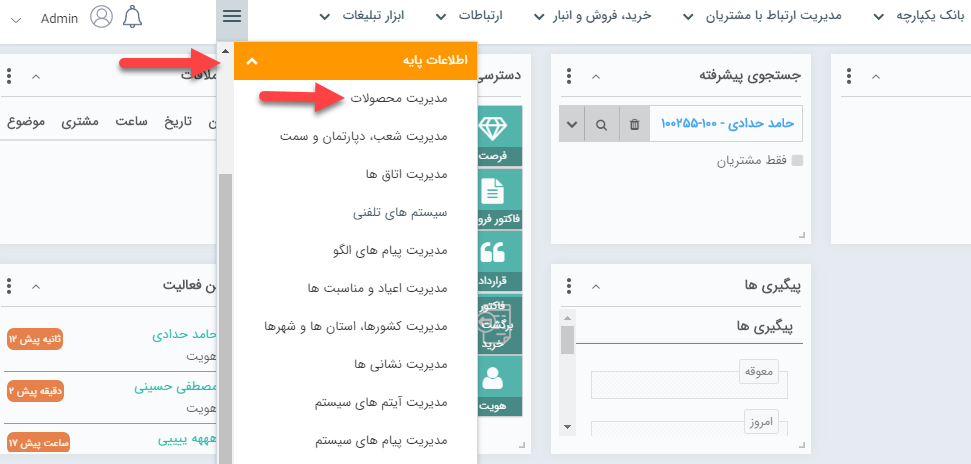 بانک یکپارچه
مدیریت ارتباط با مشتریان
خرید، فروش و انبار
ارتباطات
ابزار تبلیغات
Admin
اطلاعات پایه
مدیریت محصولات
مدیریت شعب، دپارتمان و سمت
مدیریت اتاق ها
سیستم های تلفنی
مدیریت پیام های الگو
مدیریت اعیاد و مناسبت ها
مدیریت کشورها، استان ها و شهرها
مدیریت نشانی ها
مدیریت آیتم های سیستم
مدیریت پیام های سیستم
جستجوی پیشرفته
حامد حدادی - ۱۰۰-۱۰۰۲۵۵
فقط مشتریان
پیگیری ها
پیگیری ها
معوقه
امروز
دسترسی
فرصت
فاکتور فرو
قرارداد
فاکتور
برگشت
خرید
هویت
ملاقات
تاریخ
ساعت
مشتری
موضوع
ن فعالیت
حامد حدادی
۱۲ ثانیه پیش
هویت
مصطفی حسینی
۲ دقیقه پیش
هویت
هههه یییبی
۱۷ ساعت پیش